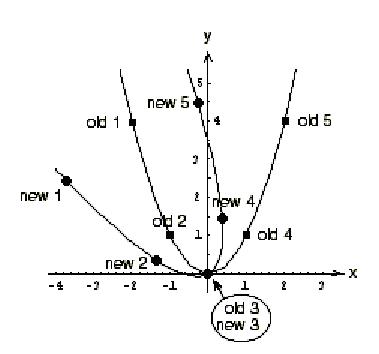 y
5
new 5
old 1
4
old 5
new 1
new 4
old 2
1
old 4
new 2
x
-4 -3 -2 -1 1 2 3
old 3
new 3